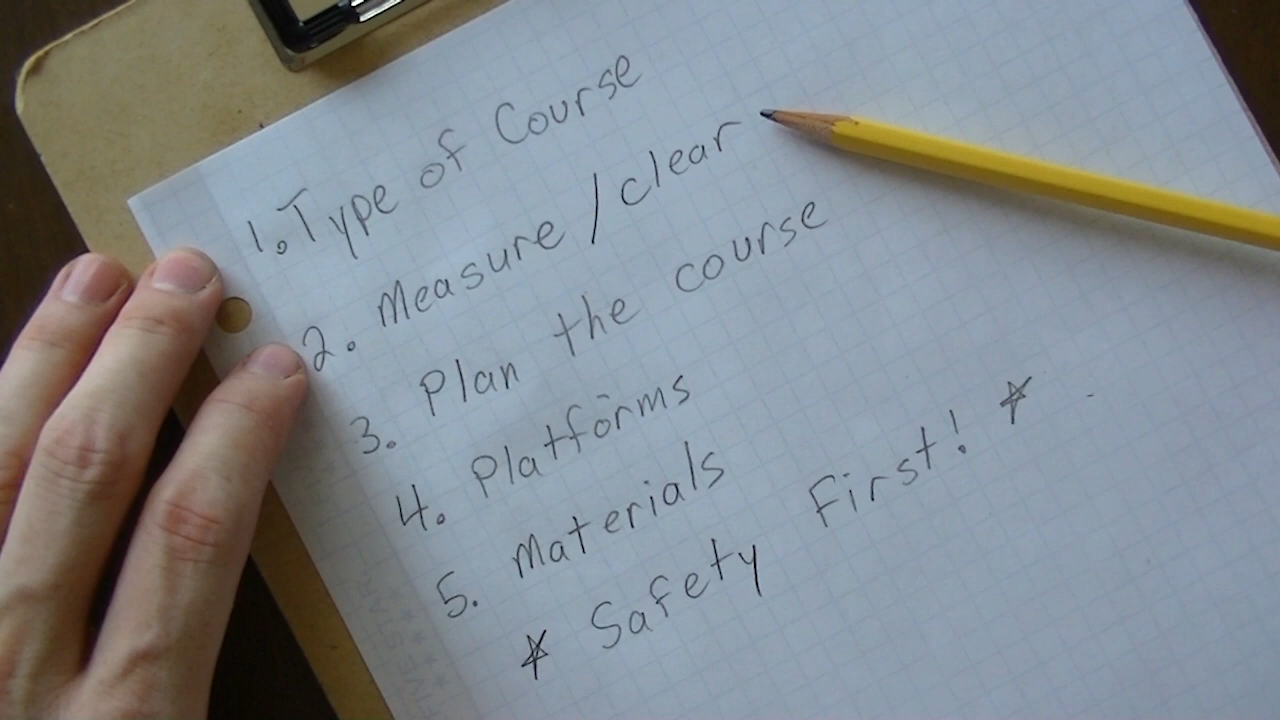 1. Type of Course
2. Measure/clear
3. Plan the course
4. Platforms
5. Materials
* Safety First! *